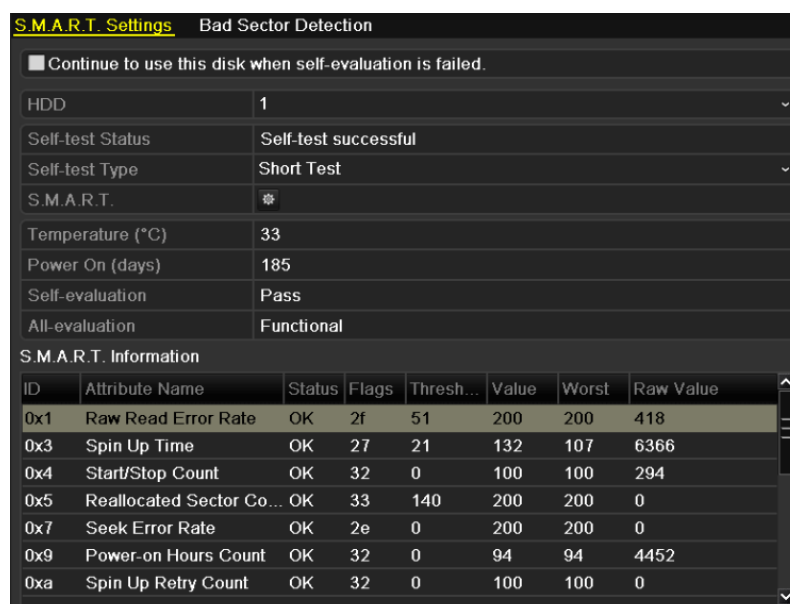 S.M.A.R.T. Settings Bad Sector Detection
Continue to use this disk when self-evaluation is failed.
HDD 1
Self-test Status Self-test successful
Self-test Type Short Test
S.M.A.R.T.
Temperature (°C) 33
Power On (days) 185
Self-evaluation Pass
All-evaluation Functional
S.M.A.R.T. Information
ID Attribute Name Status Flags Thresh... Value Worst Raw Value
0x1 Raw Read Error Rate OK 2f 51 200 200 418
0x3 Spin Up Time OK 27 21 132 107 6366
0x4 Start/Stop Count OK 32 0 100 100 294
0x5 Reallocated Sector Co... OK 33 140 200 200 0
0x7 Seek Error Rate OK 2e 0 200 200 0
0x9 Power-on Hours Count OK 32 0 94 94 4452
0xa Spin Up Retry Count OK 32 0 100 100 0